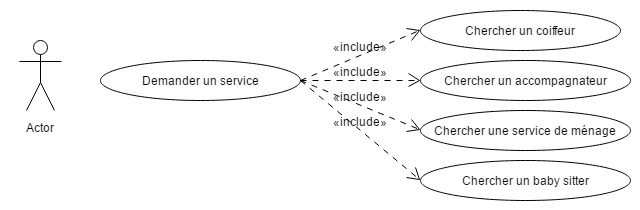 Chercher un coiffeur
«include»
Demander un service
«include»
Chercher un accompagnateur
«include»
Actor
«include»
Chercher une service de ménage
Chercher un baby sitter